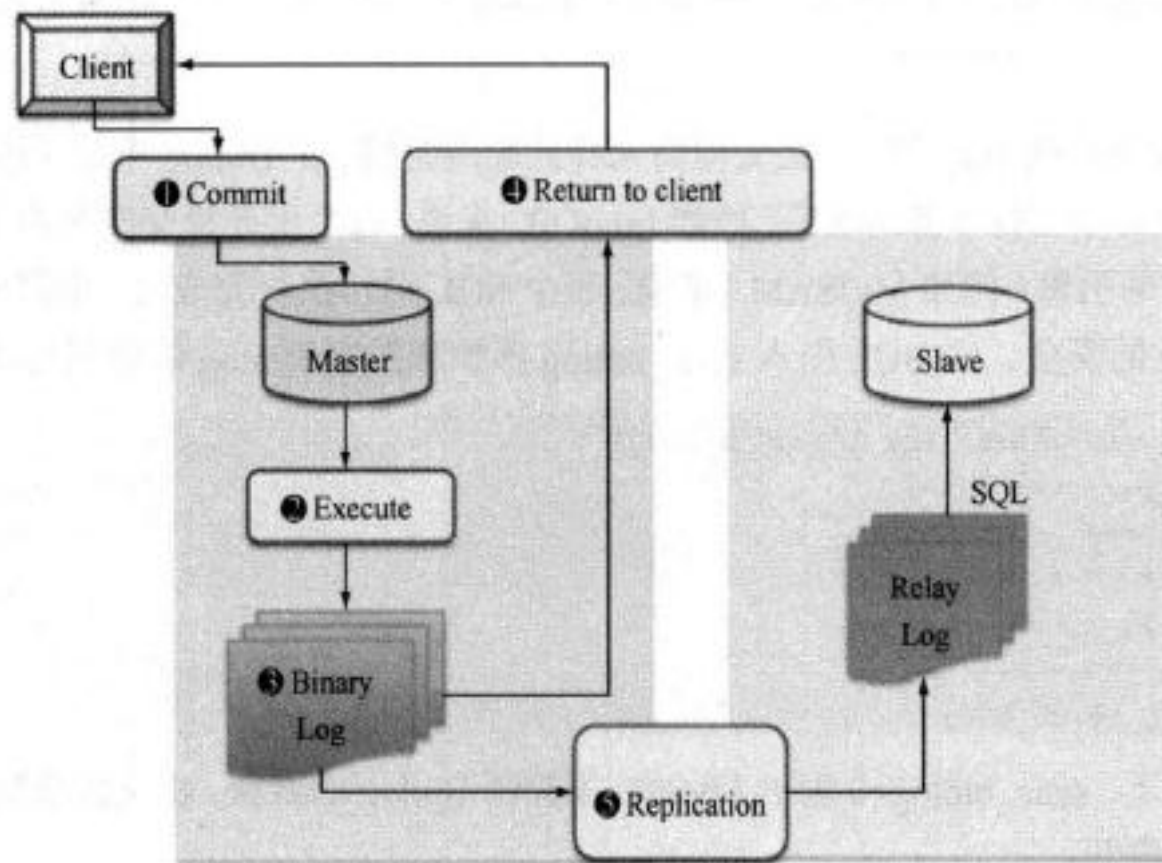 Client
❶ Commit
❹ Return to client
Master
Slave
❷ Execute
SQL
Relay
Log
❸ Binary
Log
❺ Replication